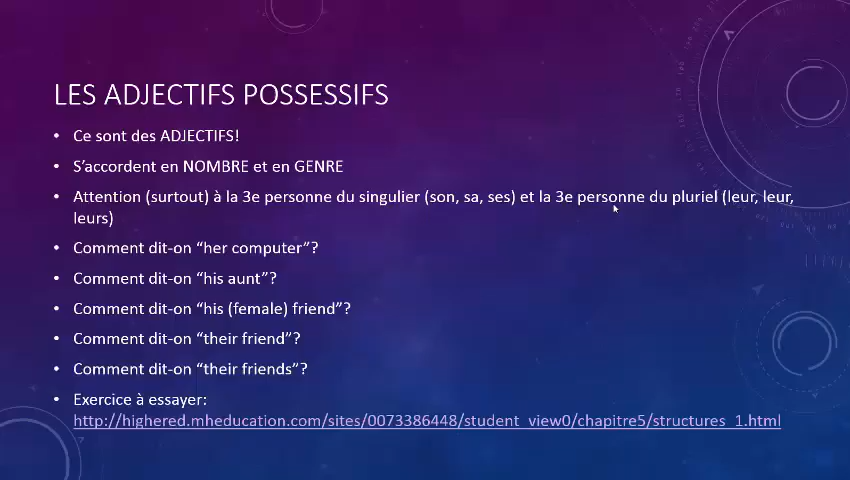 LES ADJECTIFS POSSESSIFS
• Ce sont des ADJECTIFS!
• S'accordent en NOMBRE et en GENRE
• Attention (surtout) à la 3e personne du singulier (son, sa, ses) et la 3e personne du pluriel (leur, leur,
leurs)
• Comment dit-on “her computer”?
• Comment dit-on “his aunt”?
• Comment dit-on “his (female) friend”?
• Comment dit-on “their friend”?
• Comment dit-on “their friends”?
• Exercice à essayer:
http://highered.mheducation.com/sites/0073386448/student_view0/chapitre5/structures_1.html